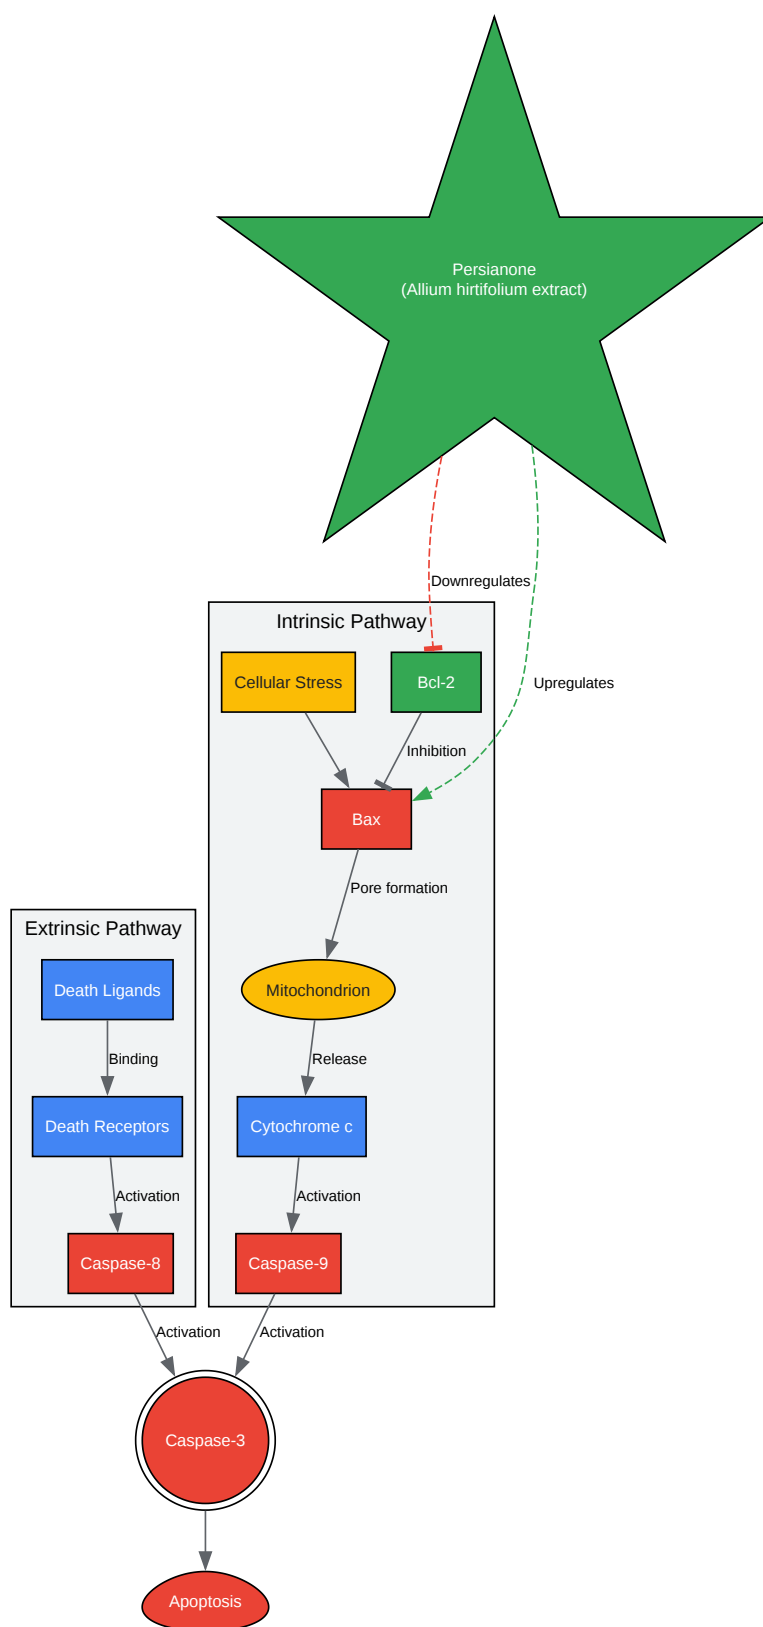 Persianone
(Allium hirtifolium extract)
Downregulates
Intrinsic Pathway
Cellular Stress
Bcl-2
Upregulates
Inhibition
Bax
Pore formation
Extrinsic Pathway
Death Ligands
Mitochondrion
Binding
Release
Death Receptors
Cytochrome c
Activation
Activation
Caspase-8
Caspase-9
Activation
Activation
Caspase-3
Apoptosis